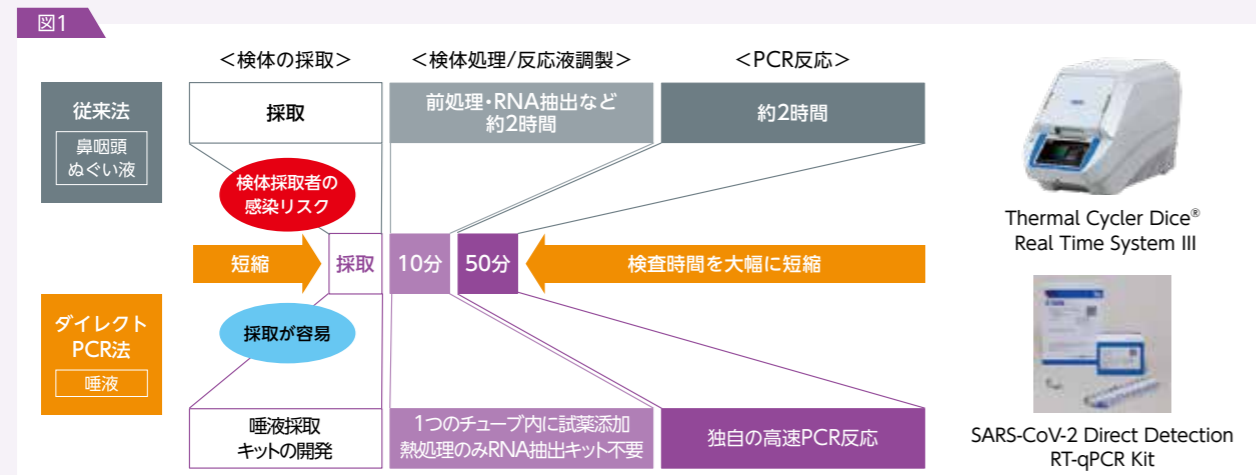 図1
＜検体の採取＞
＜検体処理/反応液調製＞
＜PCR反応＞
従来法
鼻咽頭
ぬぐい液
採取
前処理・RNA抽出など
約2時間
約2時間
検体採取者の
感染リスク
短縮
採取
10分
50分
検査時間を大幅に短縮
採取が容易
ダイレクト
PCR法
唾液
唾液採取
キットの開発
1つのチューブ内に試薬添加
熱処理のみRNA抽出キット不要
独自の高速PCR反応
Thermal Cycler Dice®
Real Time System III
SARS-CoV-2 Direct Detection
RT-qPCR Kit